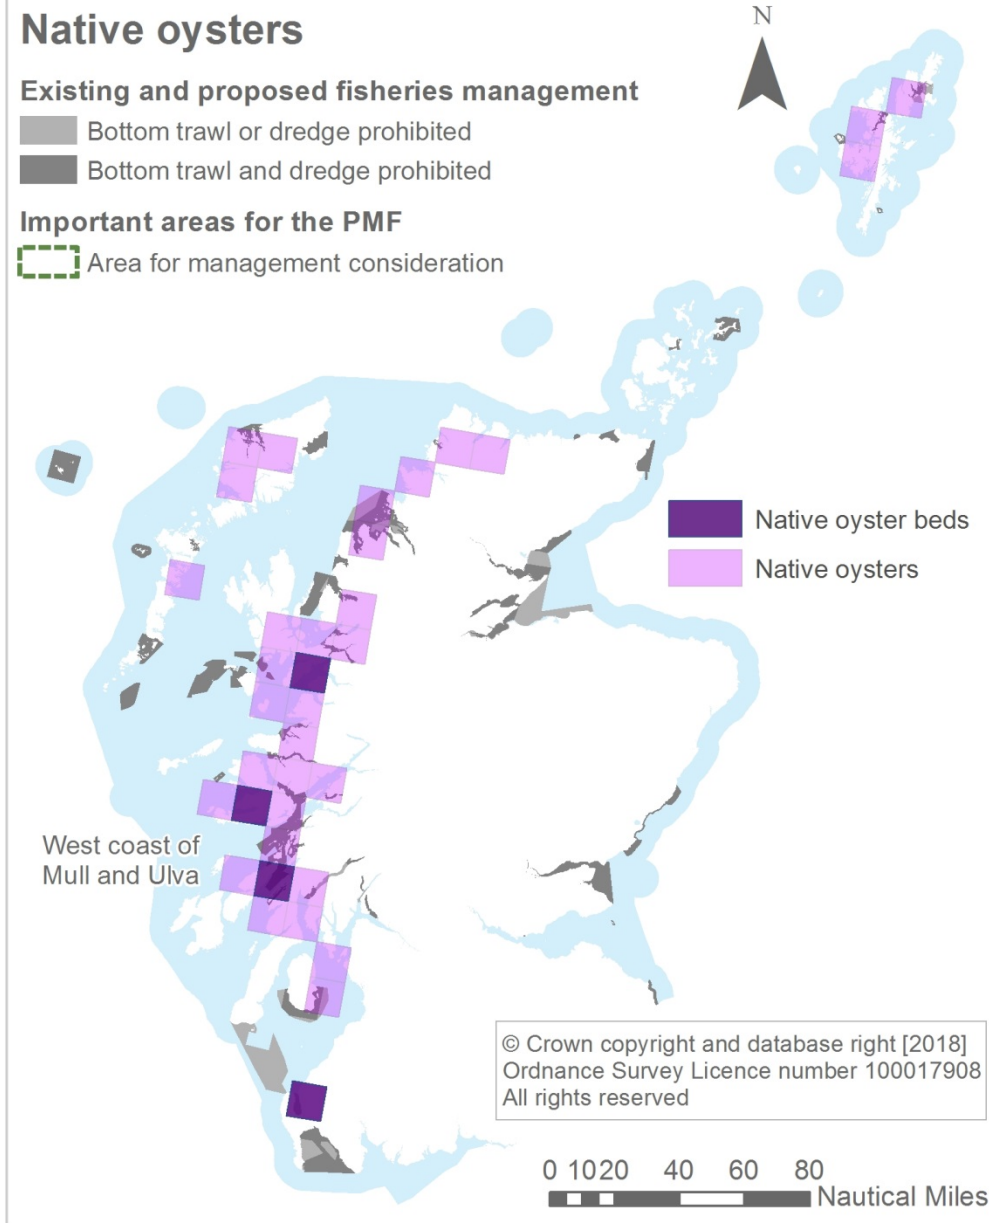 Native oysters
N
Existing and proposed fisheries management
Bottom trawl or dredge prohibited
Bottom trawl and dredge prohibited
Important areas for the PMF
Area for management consideration
Native oyster beds
Native oysters
West coast of
Mull and Ulva
© Crown copyright and database right [2018]
Ordnance Survey Licence number 100017908
All rights reserved
0 10 20 40 60 80
Nautical Miles